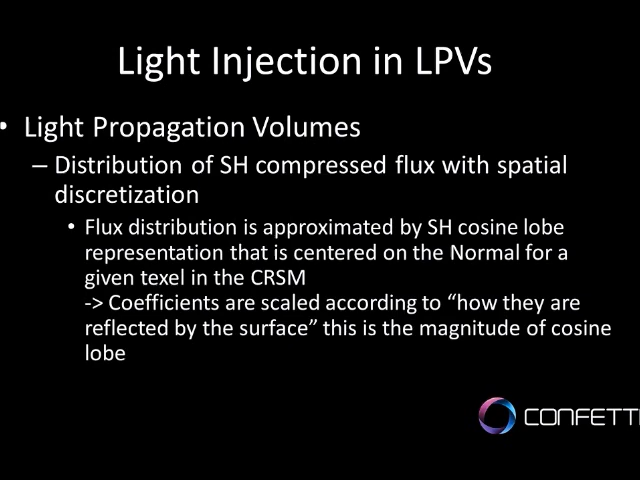 Light Injection in LPVs
• Light Propagation Volumes
– Distribution of SH compressed flux with spatial
discretization
• Flux distribution is approximated by SH cosine lobe
representation that is centered on the Normal for a
given texel in the CRSM
-> Coefficients are scaled according to “how they are
reflected by the surface” this is the magnitude of cosine
lobe
CONFETTI